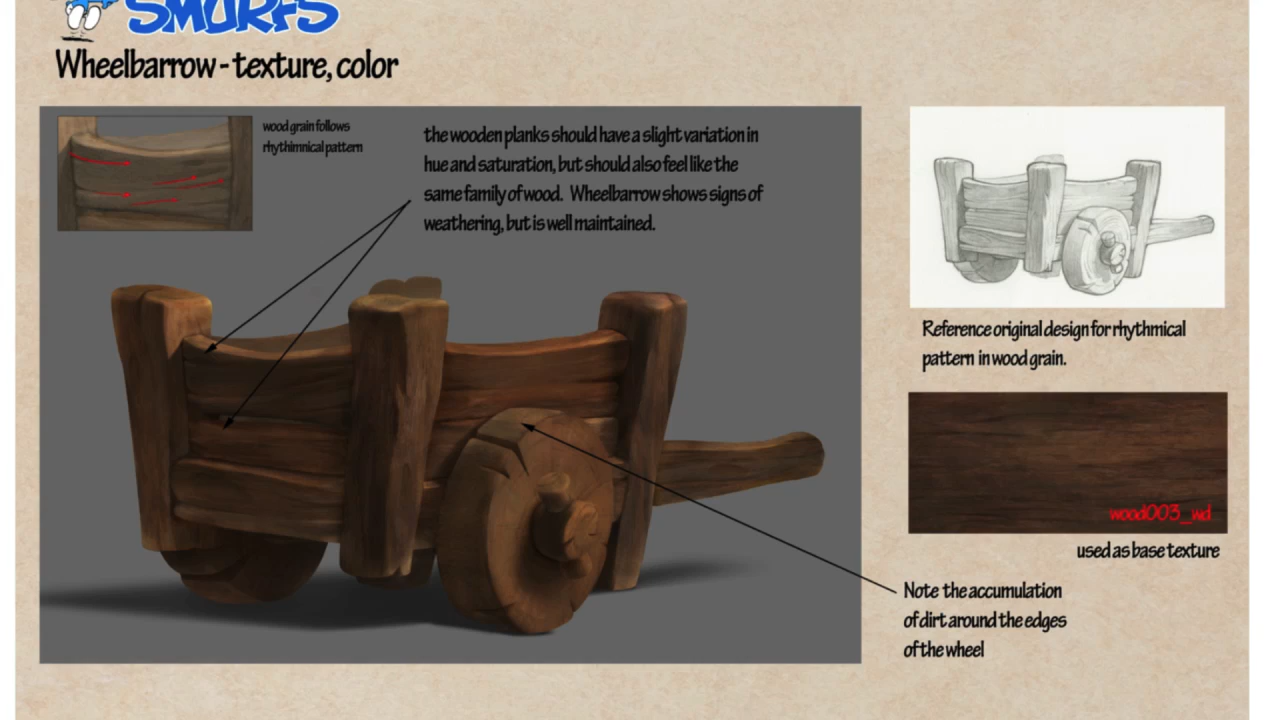 SMURFS
Wheelbarrow - texture, color
wood grain follows
rhythimnical pattern
the wooden planks should have a slight variation in
hue and saturation, but should also feel like the
same family of wood. Wheelbarrow shows signs of
weathering, but is well maintained.
Reference original design for rhythmical
pattern in wood grain.
wood003_wd
used as base texture
Note the accumulation
of dirt around the edges
of the wheel